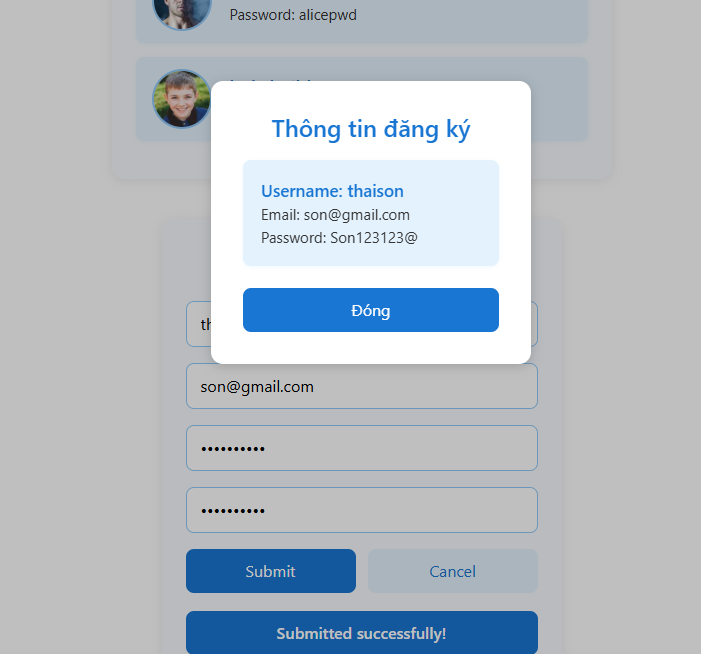 Password: alicepwd
Thông tin đăng ký
Username: thaison
Email: son@gmail.com
Password: Son123123@
Đóng
son@gmail.com
••••••••••
••••••••••
Submit
Cancel
Submitted successfully!